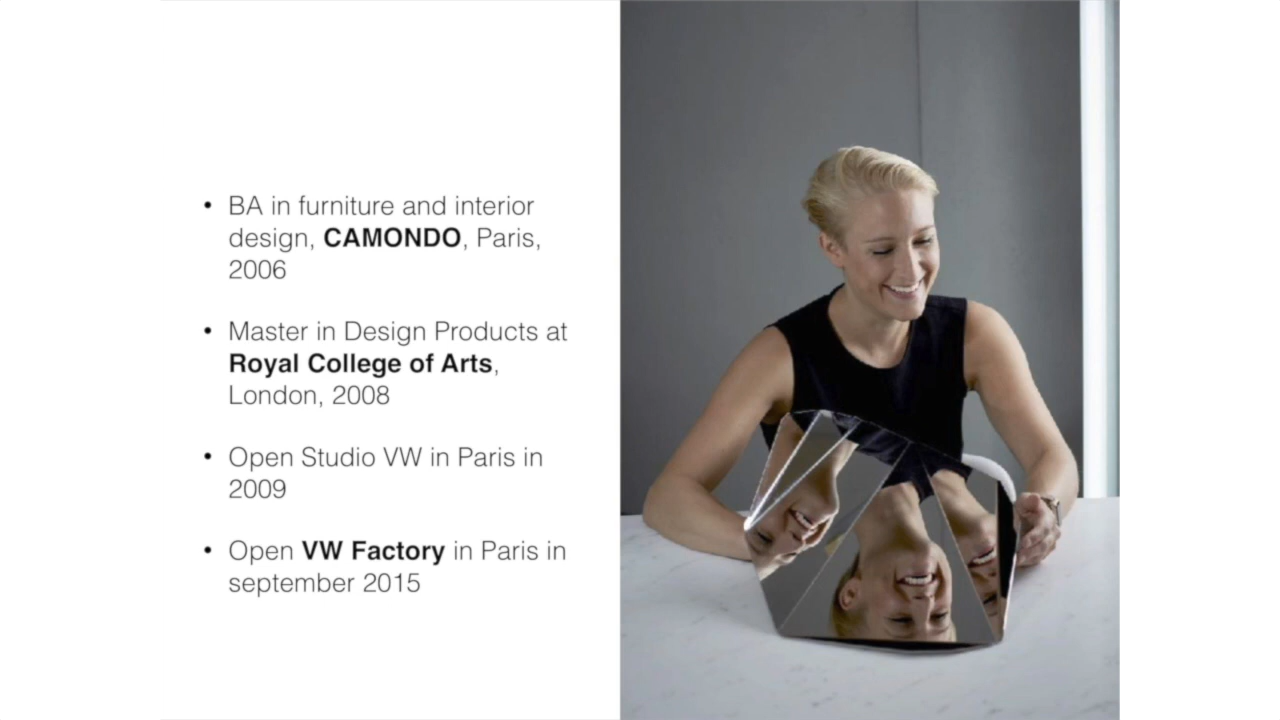 • BA in furniture and interior
design, CAMONDO, Paris,
2006
• Master in Design Products at
Royal College of Arts,
London, 2008
• Open Studio VW in Paris in
2009
• Open VW Factory in Paris in
september 2015